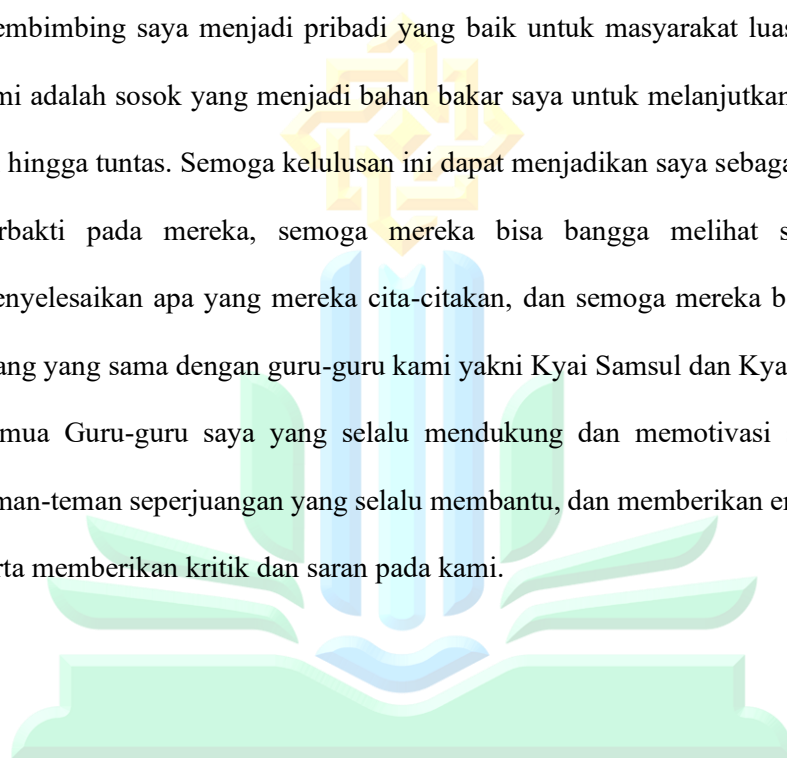 embimbing saya menjadi pribadi yang baik untuk masyarakat luas
mi adalah sosok yang menjadi bahan bakar saya untuk melanjutkan
hingga tuntas. Semoga kelulusan ini dapat menjadikan saya sebaga
rbakti pada mereka, semoga mereka bisa bangga melihat s
enyelesaikan apa yang mereka cita-citakan, dan semoga mereka b
ang yang sama dengan guru-guru kami yakni Kyai Samsul dan Kya
mua Guru-guru saya yang selalu mendukung dan memotivasi
man-teman seperjuangan yang selalu membantu, dan memberikan e
rta memberikan kritik dan saran pada kami.